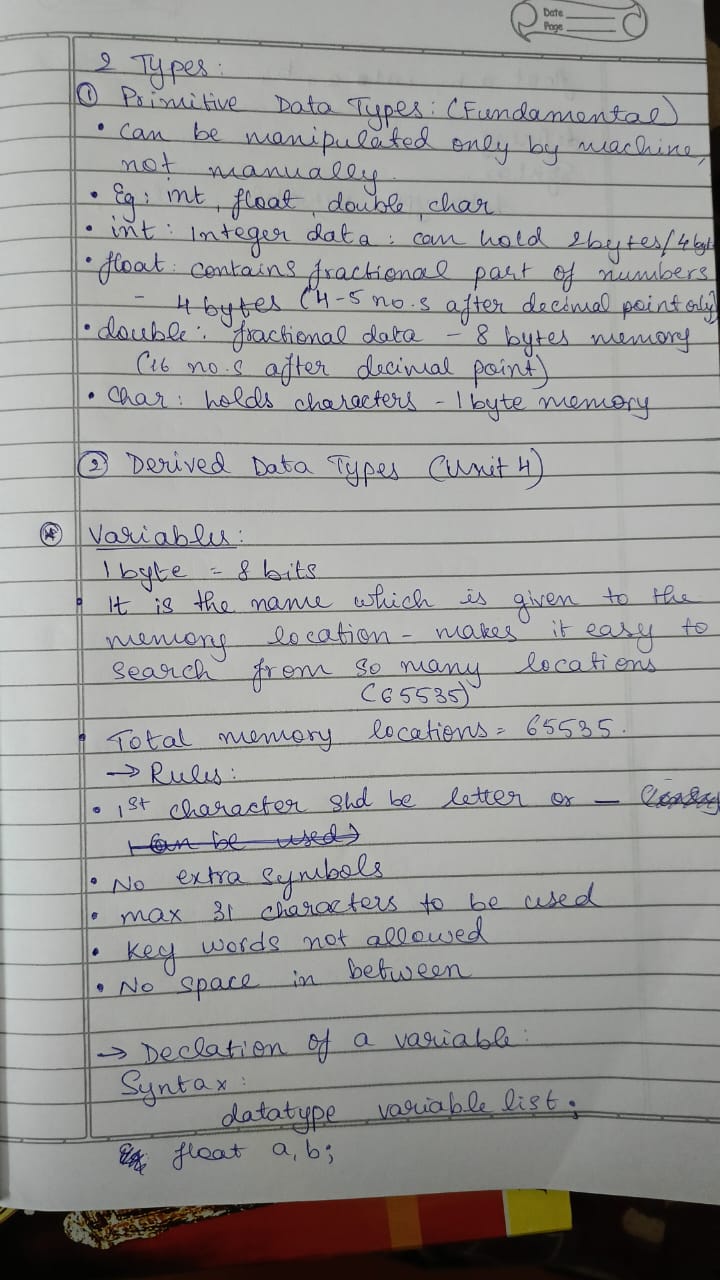 Date
Page
2 Types:
① Primitive Data Types: (Fundamental)
• Can be manipulated only by machine,
not manually.
• Eg: int, float, double, char
• int: Integer data: can hold 2bytes/4byt
• float: contains fractional part of numbers
- 4 bytes (4-5 no.s after decimal point only)
• double: fractional data - 8 bytes memory
(16 no.s after decimal point)
• Char: holds characters - 1 byte memory
② Derived Data Types (Unit 4)
* Variables:
1 byte = 8 bits
• It is the name which is given to the
memory location - makes it easy to
search from so many locations
(65535)
• Total memory locations = 65535.
→ Rules:
• 1st character shd be letter or _
(Can be used)
• No extra symbols
• max 31 characters to be used
• Key words not allowed
• No space in between
→ Declation of a variable:
Syntax:
datatype variable list;
float a, b;